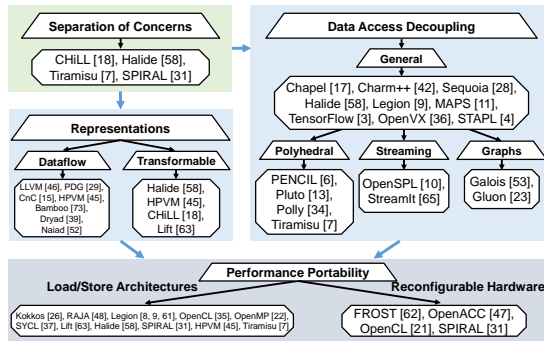 Separation of Concerns
CHiLL [18], Halide [58],
Tiramisu [7], SPIRAL [31]
Data Access Decoupling
General
Chapel [17], Charm++ [42], Sequoia [28],
Halide [58], Legion [9], MAPS [11],
TensorFlow [3], OpenVX [36], STAPL [4]
Polyhedral
PENCIL [6],
Pluto [13],
Polly [34],
Tiramisu
[7]
Streaming
OpenSPL [10],
StreamIt [65]
Graphs
Galois [53]
Gluon [23]
Representations
Dataflow
LLVM [46], PDG [29]
CnC [15], HPVM [45],
Bamboo [73]
Dryad [39]
Naiad [52]
Transformable
Halide [58]
HPVM [45]
CHiLL [18]
Lift [63]
Performance Portability
Load/Store Architectures
Kokkos [26], RAJA [48], Legion [8, 9, 61], OpenCL [35], OpenMP [22],
SYCL [37], Lift [63], Halide [58], SPIRAL [31], HPVM [45], Tiramisu [7]
Reconfigurable Hardware
FROST [62], OpenACC [47]
OpenCL [21], SPIRAL [31]